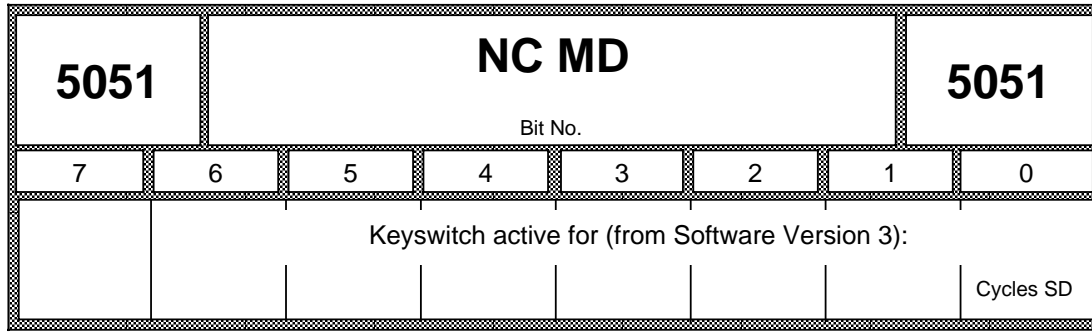 5051 NC MD 5051
Bit No.
7 6 5 4 3 2 1 0
Keyswitch active for (from Software Version 3):
Cycles SD